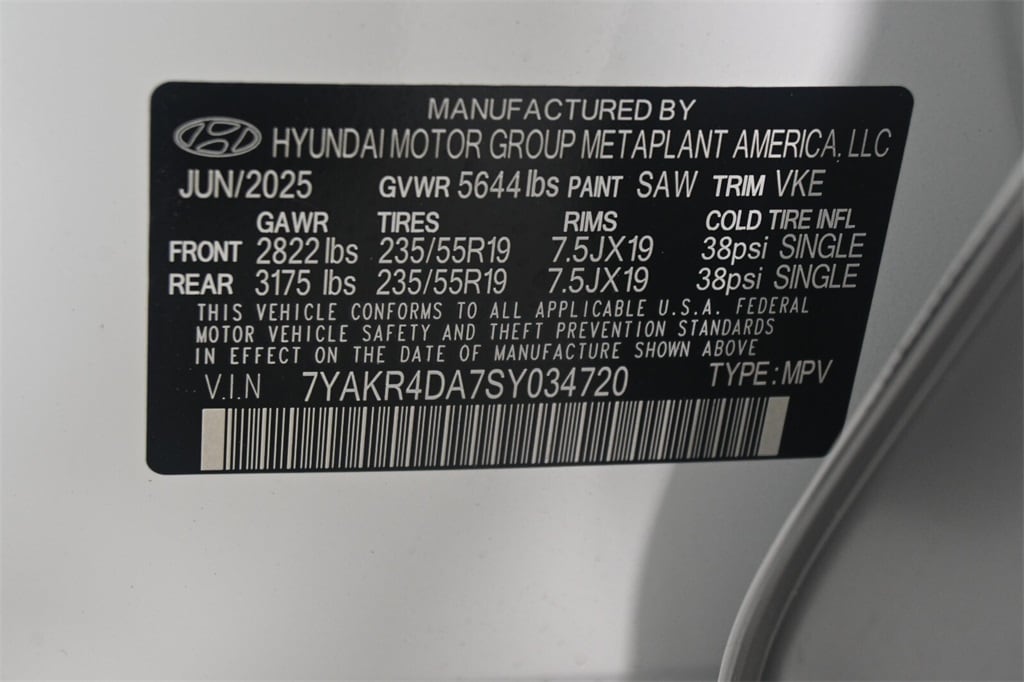 MANUFACTURED BY
HYUNDAI MOTOR GROUP METAPLANT AMERICA, LLC
JUN/2025 GVWR 5644 lbs PAINT SAW TRIM VKE
GAWR TIRES RIMS COLD TIRE INFL
FRONT 2822 lbs 235/55R19 7.5JX19 38psi SINGLE
REAR 3175 lbs 235/55R19 7.5JX19 38psi SINGLE
THIS VEHICLE CONFORMS TO ALL APPLICABLE U.S.A. FEDERAL
MOTOR VEHICLE SAFETY AND THEFT PREVENTION STANDARDS
IN EFFECT ON THE DATE OF MANUFACTURE SHOWN ABOVE
V.I.N 7YAKR4DA7SY034720 TYPE: MPV